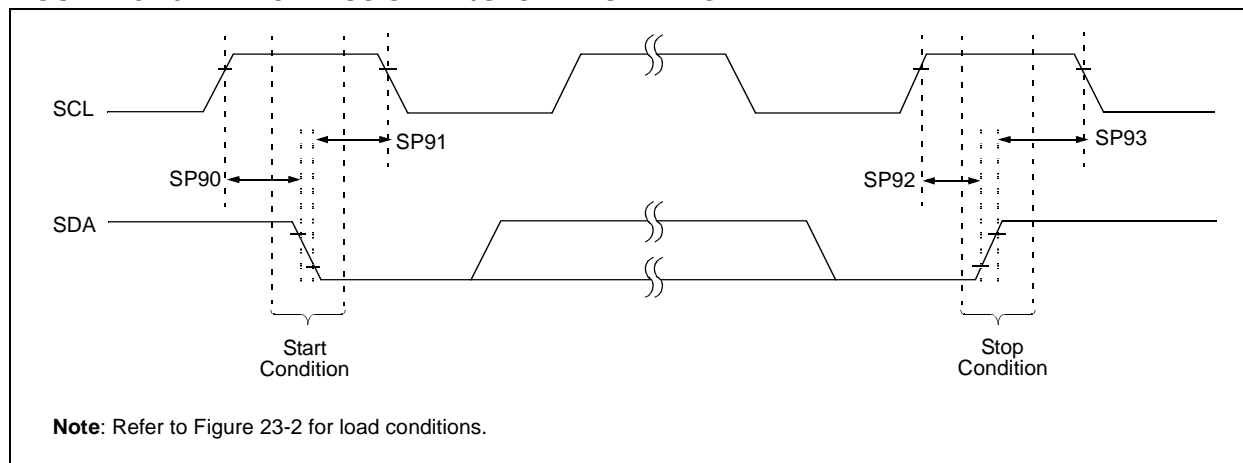 SCL
SP91
SP93
SP90
SP92
SDA
Start
Condition
Stop
Condition
Note: Refer to Figure 23-2 for load conditions.